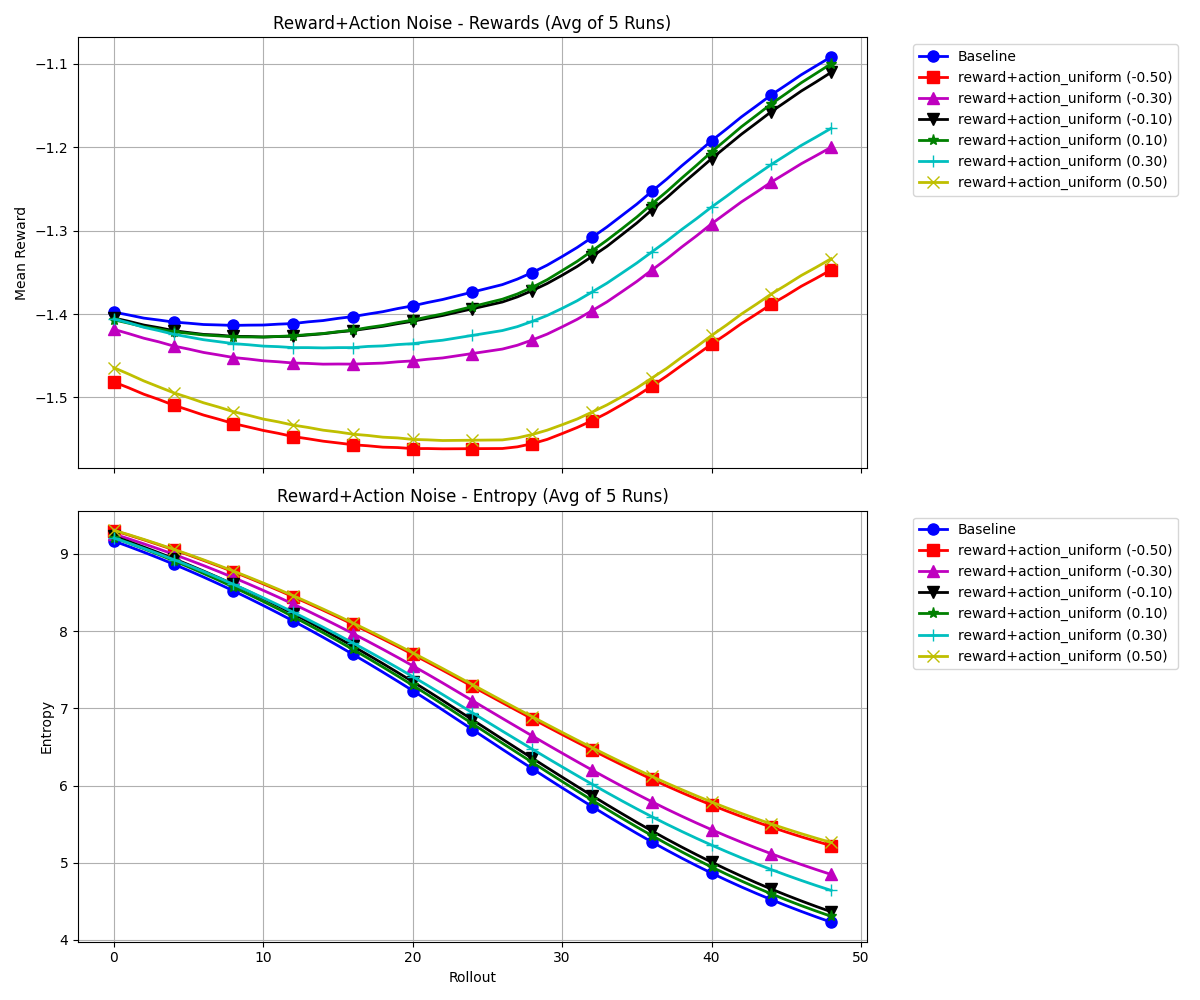 Reward+Action Noise - Rewards (Avg of 5 Runs)
−1.1
−1.2
−1.3
−1.4
−1.5
Mean Reward
Baseline
reward+action_uniform (-0.50)
reward+action_uniform (-0.30)
reward+action_uniform (-0.10)
reward+action_uniform (0.10)
reward+action_uniform (0.30)
reward+action_uniform (0.50)
Reward+Action Noise - Entropy (Avg of 5 Runs)
9
8
7
6
5
4
Entropy
0 10 20 30 40 50
Rollout
Baseline
reward+action_uniform (-0.50)
reward+action_uniform (-0.30)
reward+action_uniform (-0.10)
reward+action_uniform (0.10)
reward+action_uniform (0.30)
reward+action_uniform (0.50)